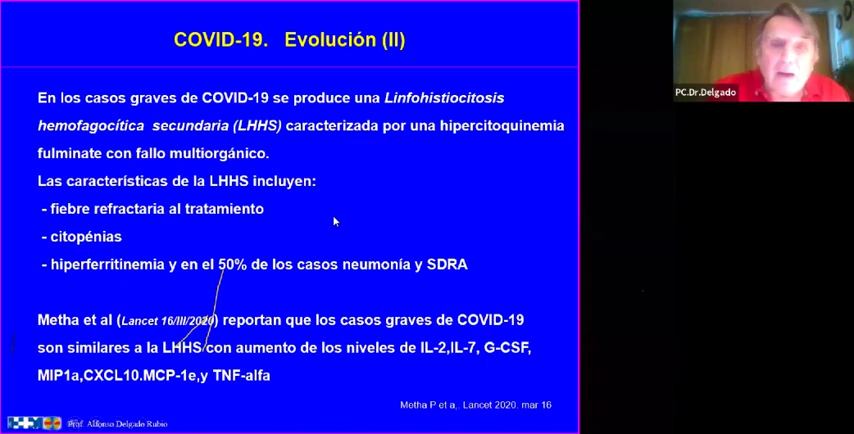 COVID-19. Evolución (II)
En los casos graves de COVID-19 se produce una Linfohistiocitosis
hemofagocítica secundaria (LHHS) caracterizada por una hipercitoquinemia
fulminate con fallo multiorgánico.
Las características de la LHHS incluyen:
- fiebre refractaria al tratamiento
- citopénias
- hiperferritinemia y en el 50% de los casos neumonía y SDRA
Metha et al (Lancet 16/III/2020) reportan que los casos graves de COVID-19
son similares a la LHHS con aumento de los niveles de IL-2,IL-7, G-CSF,
MIP1a,CXCL10.MCP-1e,y TNF-alfa
Motha P et a,. Lancet 2020. mar 16
Prof. Alfonso Delgado Rubio
PC.Dr.Delgado